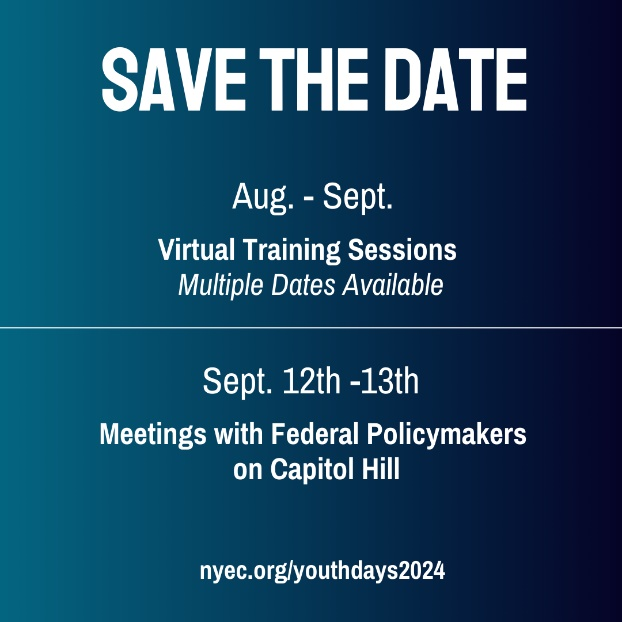 SAVE THE DATE
Aug. - Sept.
Virtual Training Sessions
Multiple Dates Available
Sept. 12th -13th
Meetings with Federal Policymakers
on Capitol Hill
nyec.org/youthdays2024